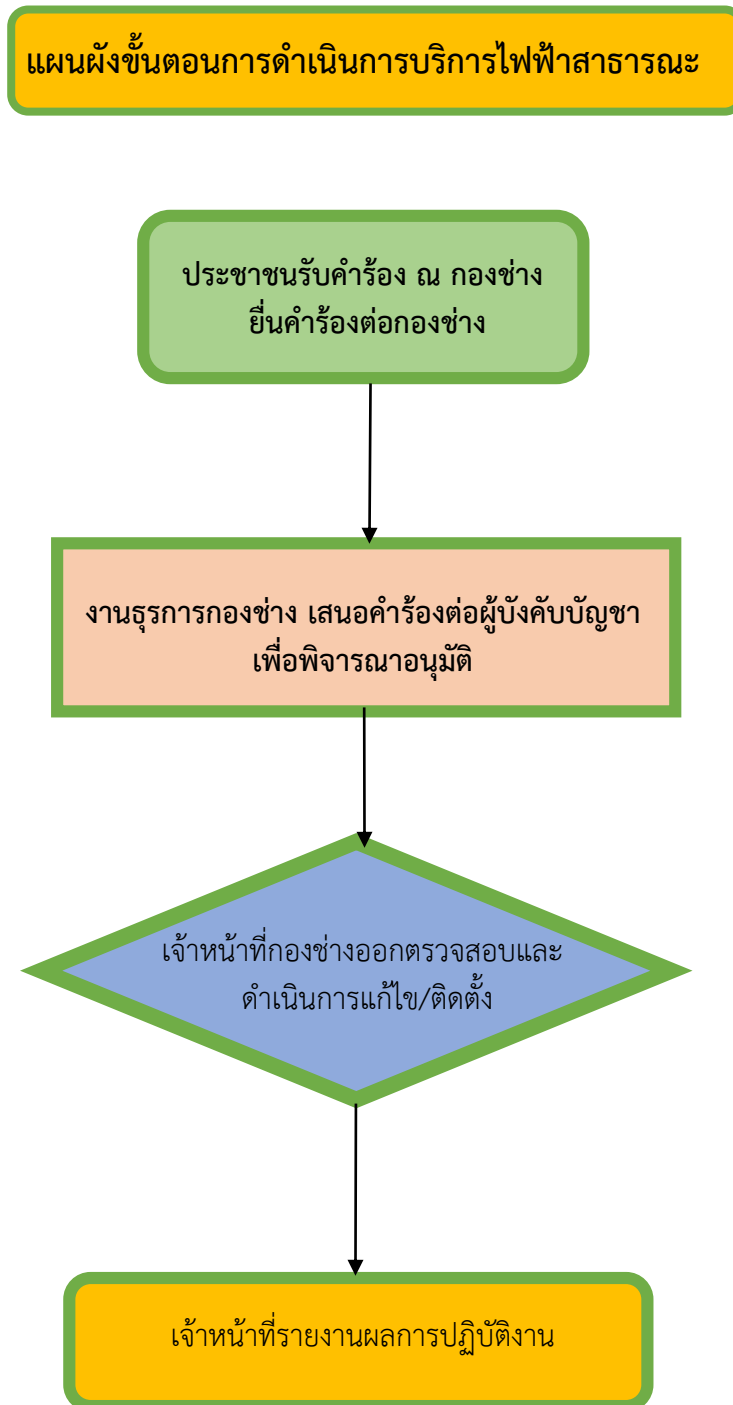 แผนผังขั้นตอนการดำเนินการบริการไฟฟ้าสาธารณะ
ประชาชนรับคำร้อง ณ กองช่าง
ยื่นคำร้องต่อกองช่าง
งานธุรการกองช่าง เสนอคำร้องต่อผู้บังคับบัญชา
เพื่อพิจารณาอนุมัติ
เจ้าหน้าที่กองช่างออกตรวจสอบและ
ดำเนินการแก้ไข/ติดตั้ง
เจ้าหน้าที่รายงานผลการปฏิบัติงาน